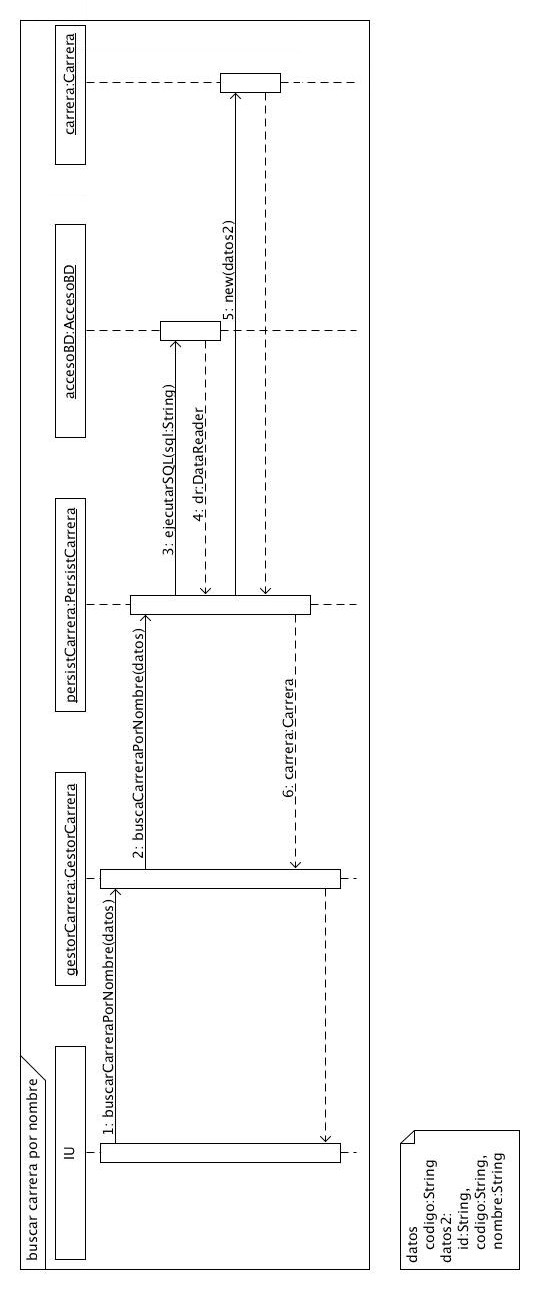 buscar carrera por nombre
IU
gestorCarrera:GestorCarrera
persistCarrera:PersistCarrera
accesoBD:AccesoBD
carrera:Carrera
1: buscarCarreraPorNombre(datos)
2: buscaCarreraPorNombre(datos)
3: ejecutarSQL(sql:String)
4: dr:DataReader
5: new(datos2)
6: carrera:Carrera
datos
codigo:String
datos2:
id:String,
codigo:String,
nombre:String